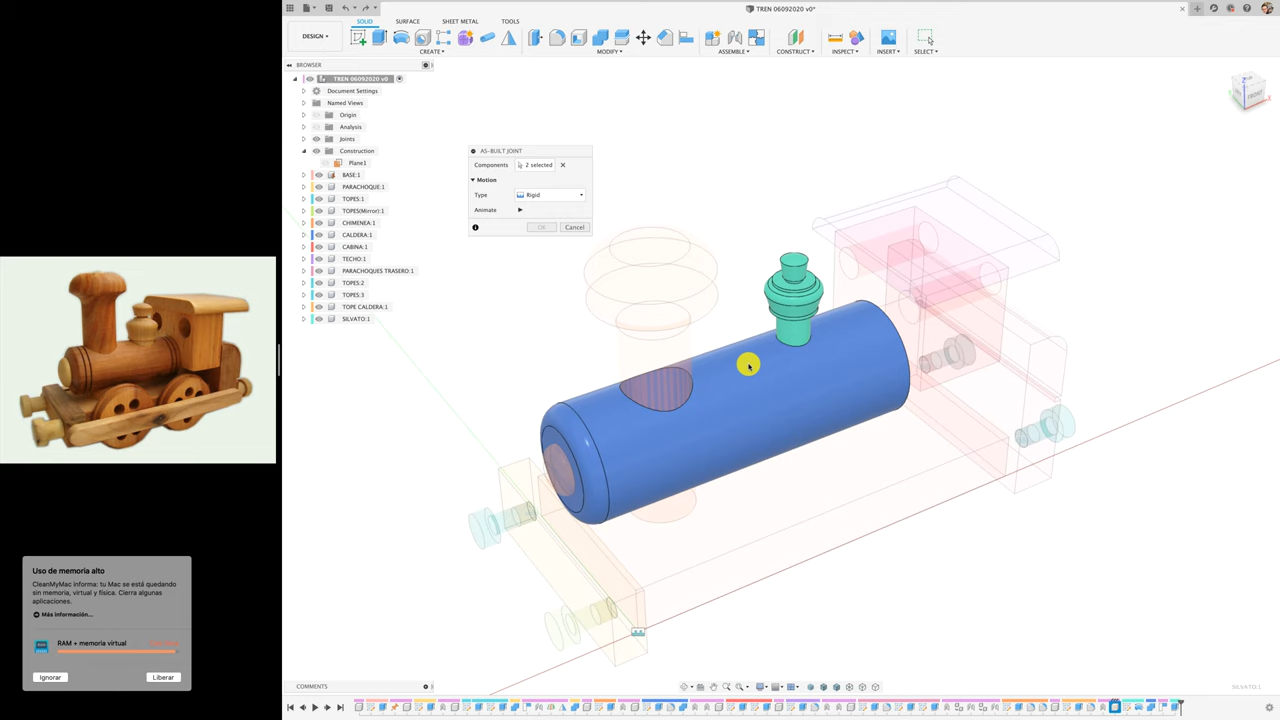 TREN 06092020 v0*
SOLID
SURFACE
SHEET METAL
TOOLS
DESIGN
CREATE
MODIFY
ASSEMBLE
CONSTRUCT
INSPECT
INSERT
SELECT
BROWSER
TREN 06092020 v0
Document Settings
Named Views
Origin
Analysis
Joints
Construction
Plane1
BASE:1
PARACHOQUE:1
TOPES:1
TOPES(Mirror):1
CHIMENEA:1
CALDERA:1
CABINA:1
TECHO:1
PARACHOQUES TRASERO:1
TOPES:2
TOPES:3
TOPE CALDERA:1
SILVATO:1
AS-BUILT JOINT
Components
2 selected
Motion
Type
Rigid
Animate
OK
Cancel
Z
FRONT
Uso de memoria alto
CleanMyMac informa: tu Mac se está quedando
sin memoria, virtual y física. Cierra algunas
aplicaciones.
Más información...
RAM + memoria virtual
Ignorar
Liberar
COMMENTS
SILVATO:1